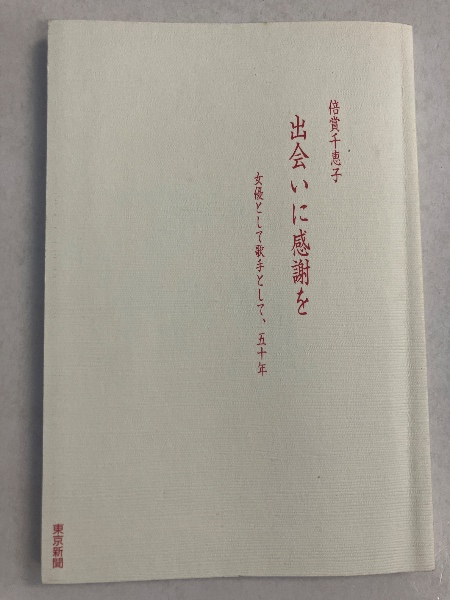 倍賞千恵子
出会いに感謝を
女優として歌手として、五十年
東京新聞